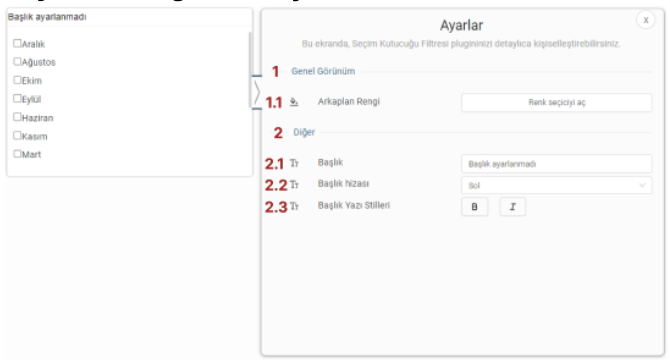 Başlık ayarlanmadı
Aralık
Ağustos
Ekim
Eylül
Haziran
Kasım
Mart
Ayarlar
x
Bu ekranda, Seçim Kutucuğu Filtresi plugininizi detaylıca kişiselleştirebilirsiniz.
1 Genel Görünüm
1.1 Arkaplan Rengi Renk seçiciyi aç
2 Diğer
2.1 Tr Başlık Başlık ayarlanmadı
2.2 Tr Başlık hizası Sol
2.3 Tr Başlık Yazı Stilleri B I